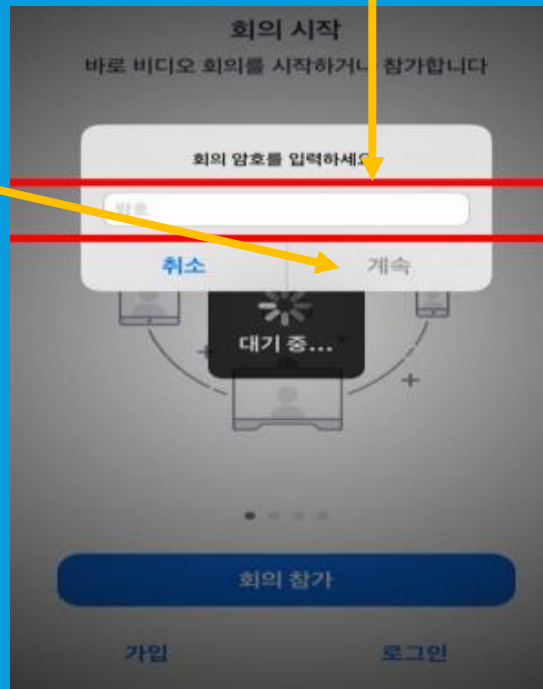 회의 시작
바로 비디오 회의를 시작하거나 참가합니다
회의 암호를 입력하세요
암호
취소
계속
대기 중...
회의 참가
가입
로그인